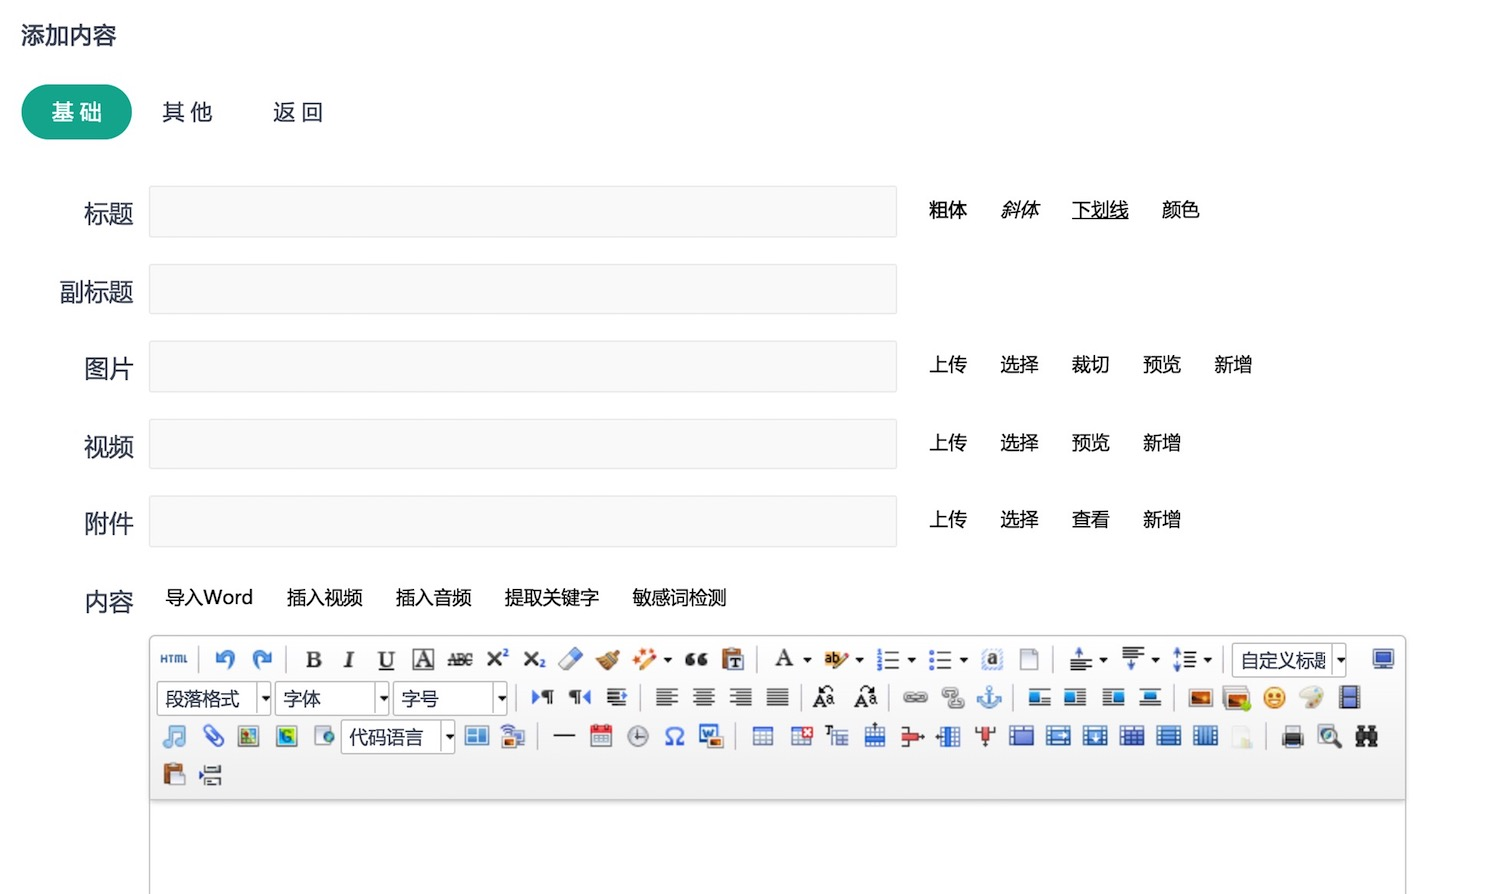 添加内容
基础 其他 返回
标题 粗体 斜体 下划线 颜色
副标题
图片 上传 选择 裁切 预览 新增
视频 上传 选择 预览 新增
附件 上传 选择 查看 新增
内容 导入Word 插入视频 插入音频 提取关键字 敏感词检测
HTML B I U A ABC X² X₂ T A ab a 自定义标题
段落格式 字体 字号 Aa Aa
代码语言 Ω W T